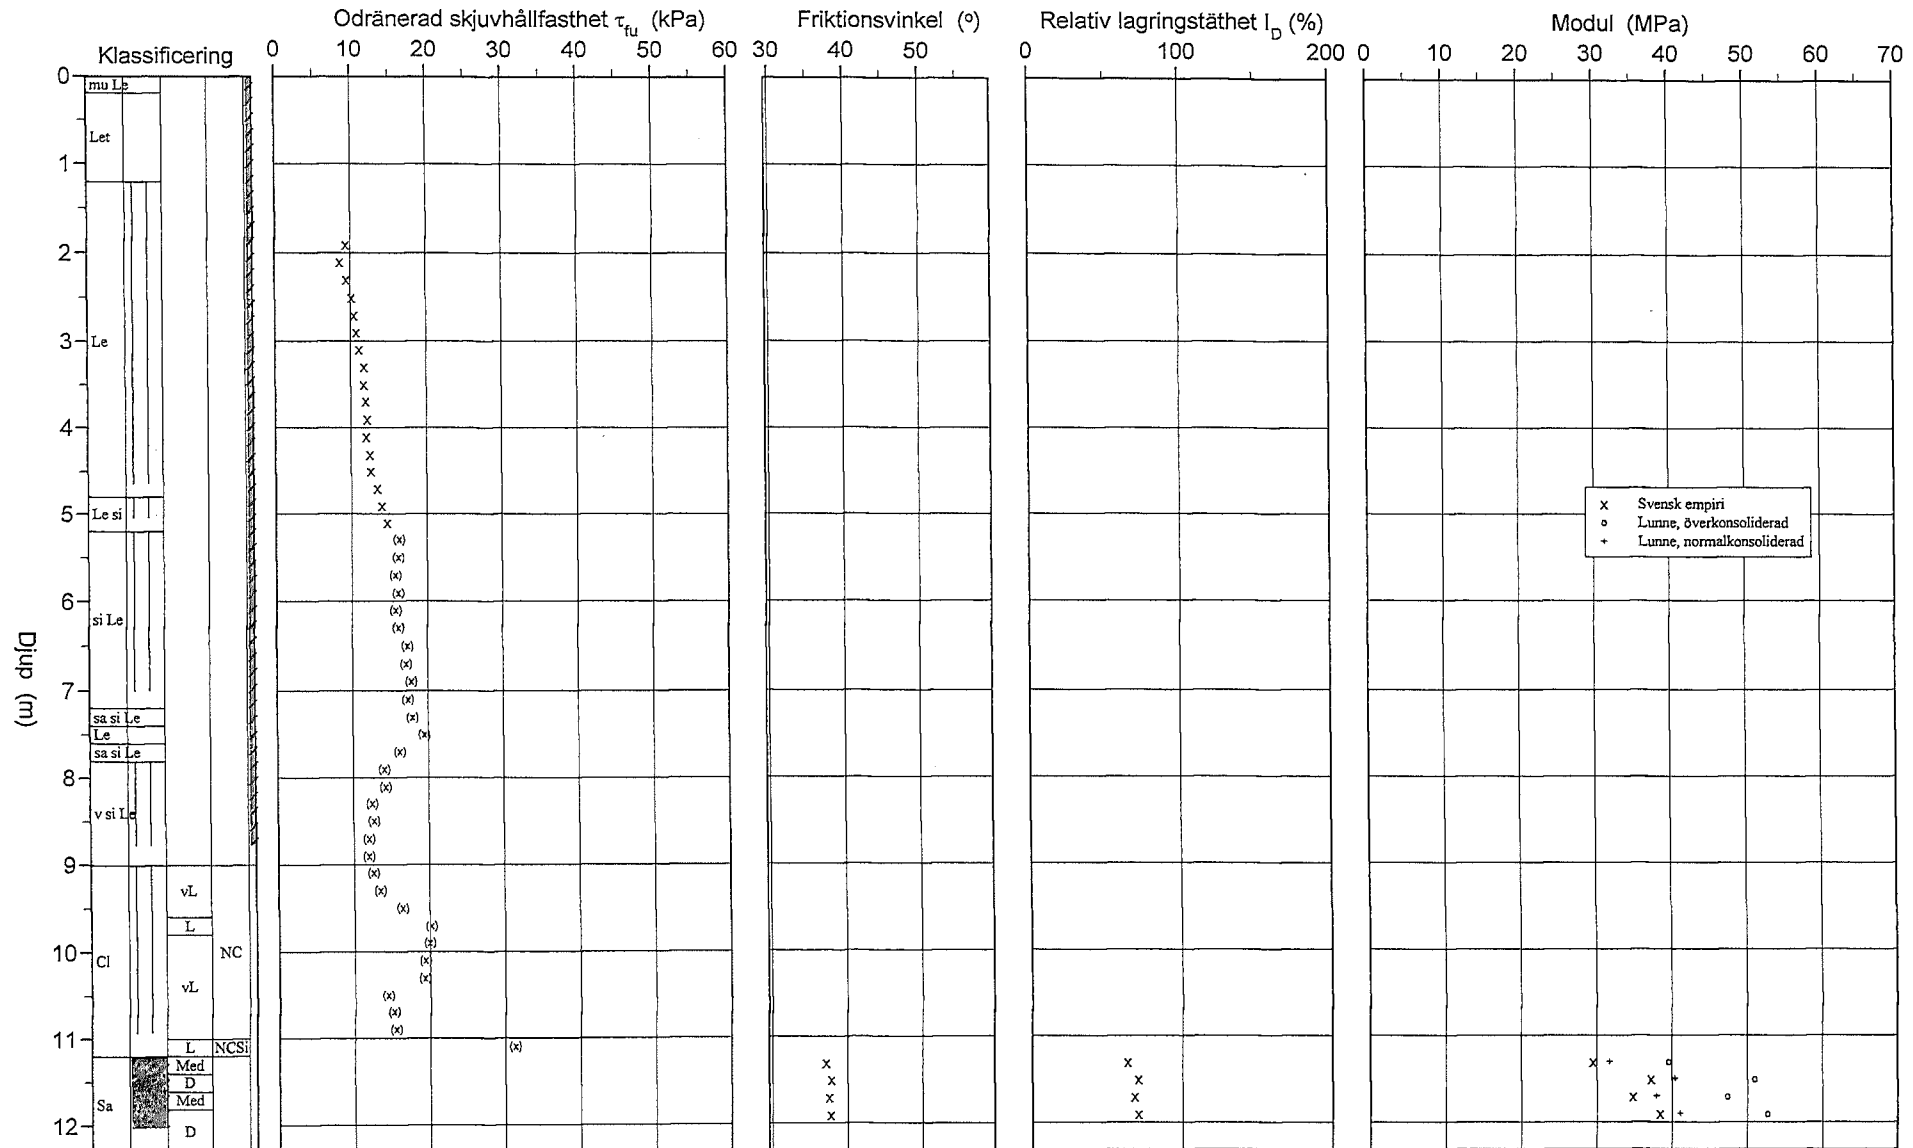 Odränerad skjuvhållfasthet τfu (kPa)
Friktionsvinkel (º)
Relativ lagringstäthet ID (%)
Modul (MPa)
Klassificering
0 10 20 30 40 50 60
30 40 50
0 100 200
0 10 20 30 40 50 60 70
Djup (m)
0
1
2
3
4
5
6
7
8
9
10
11
12
mu Le
Let
Le
Le si
si Le
sa si Le
Le
sa si Le
v si Le
Cl
Sa
vL
L
vL
L
Med
D
Med
D
NC
NCSi
x Svensk empiri
o Lunne, överkonsoliderad
+ Lunne, normalkonsoliderad